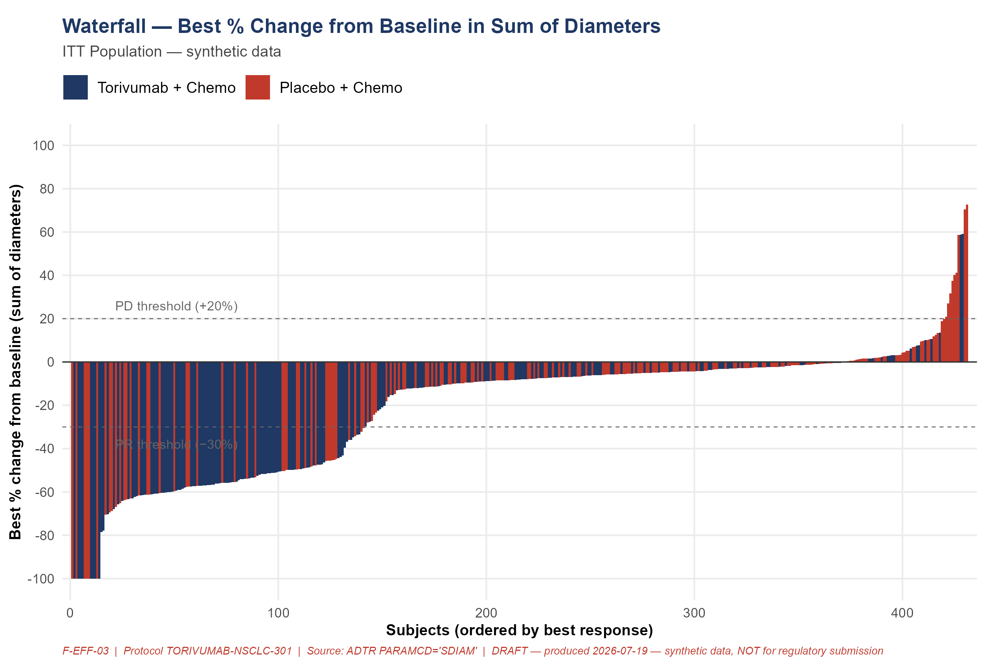 Waterfall — Best % Change from Baseline in Sum of Diameters
ITT Population — synthetic data
Torivumab + Chemo Placebo + Chemo
Best % change from baseline (sum of diameters)
100
80
60
40
PD threshold (+20%)
20
0
-20
PR threshold (−30%)
-40
-60
-80
-100
0 100 200 300 400
Subjects (ordered by best response)
F-EFF-03 | Protocol TORIVUMAB-NSCLC-301 | Source: ADTR PARAMCD='SDIAM' | DRAFT — produced 2026-07-19 — synthetic data, NOT for regulatory submission